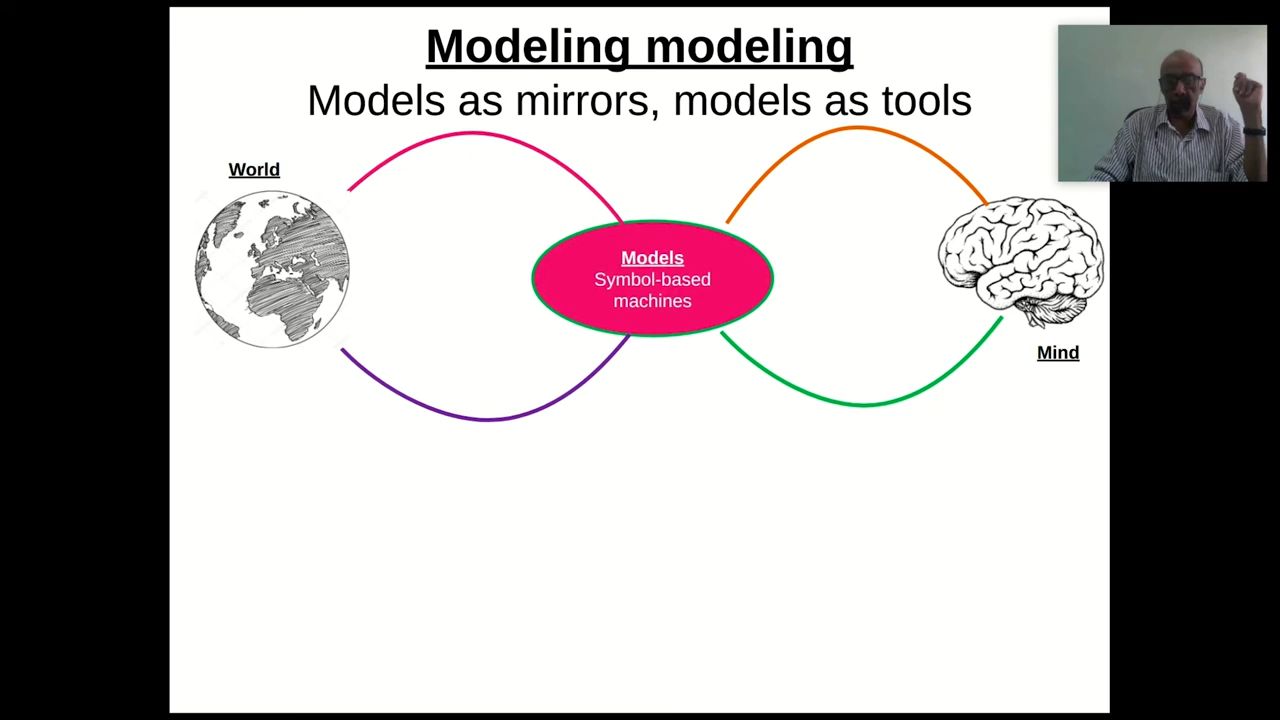 Modeling modeling
Models as mirrors, models as tools
World
Models
Symbol-based
machines
Mind